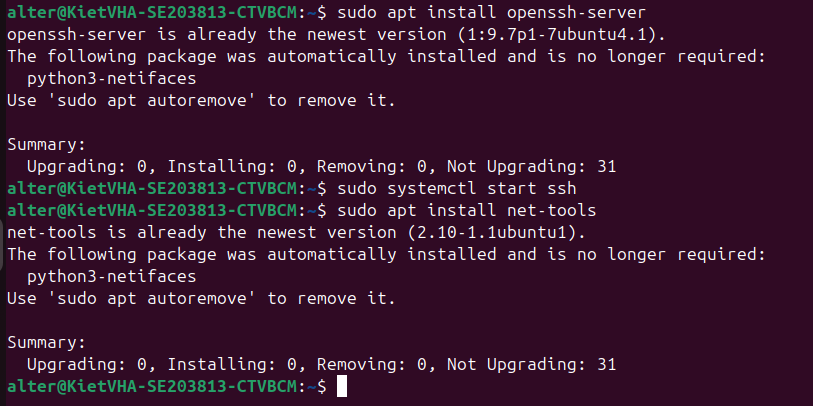 alter@KietVHA-SE203813-CTVBCM:~$ sudo apt install openssh-server
openssh-server is already the newest version (1:9.7p1-7ubuntu4.1).
The following package was automatically installed and is no longer required:
  python3-netifaces
Use 'sudo apt autoremove' to remove it.

Summary:
  Upgrading: 0, Installing: 0, Removing: 0, Not Upgrading: 31
alter@KietVHA-SE203813-CTVBCM:~$ sudo systemctl start ssh
alter@KietVHA-SE203813-CTVBCM:~$ sudo apt install net-tools
net-tools is already the newest version (2.10-1.1ubuntu1).
The following package was automatically installed and is no longer required:
  python3-netifaces
Use 'sudo apt autoremove' to remove it.

Summary:
  Upgrading: 0, Installing: 0, Removing: 0, Not Upgrading: 31
alter@KietVHA-SE203813-CTVBCM:~$